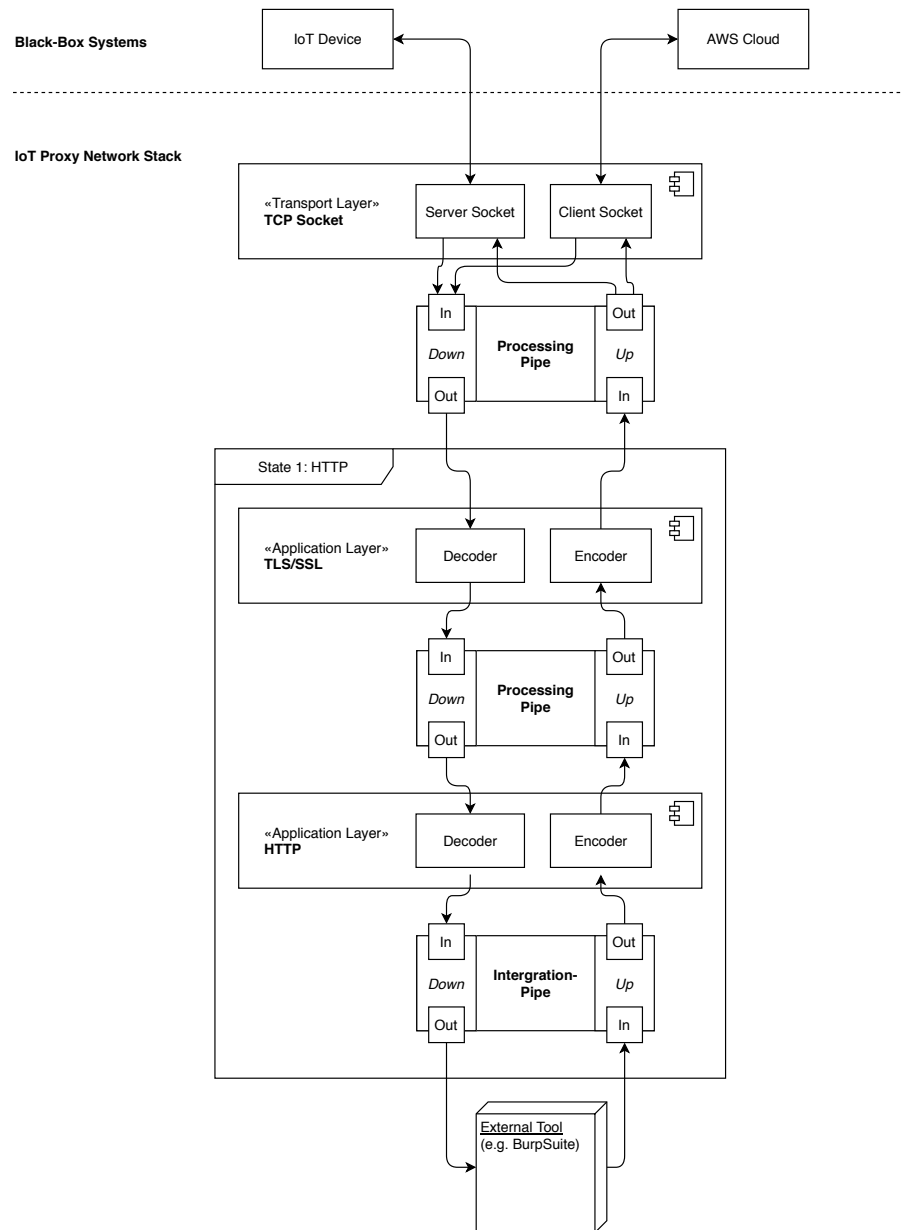 Black-Box Systems
IoT Device
AWS Cloud
IoT Proxy Network Stack
«Transport Layer»
TCP Socket
Server Socket
Client Socket
In
Out
Down
Processing
Pipe
Up
Out
In
State 1: HTTP
«Application Layer»
TLS/SSL
Decoder
Encoder
In
Out
Down
Processing
Pipe
Up
Out
In
«Application Layer»
HTTP
Decoder
Encoder
In
Out
Down
Intergration-
Pipe
Up
Out
In
External Tool
(e.g. BurpSuite)